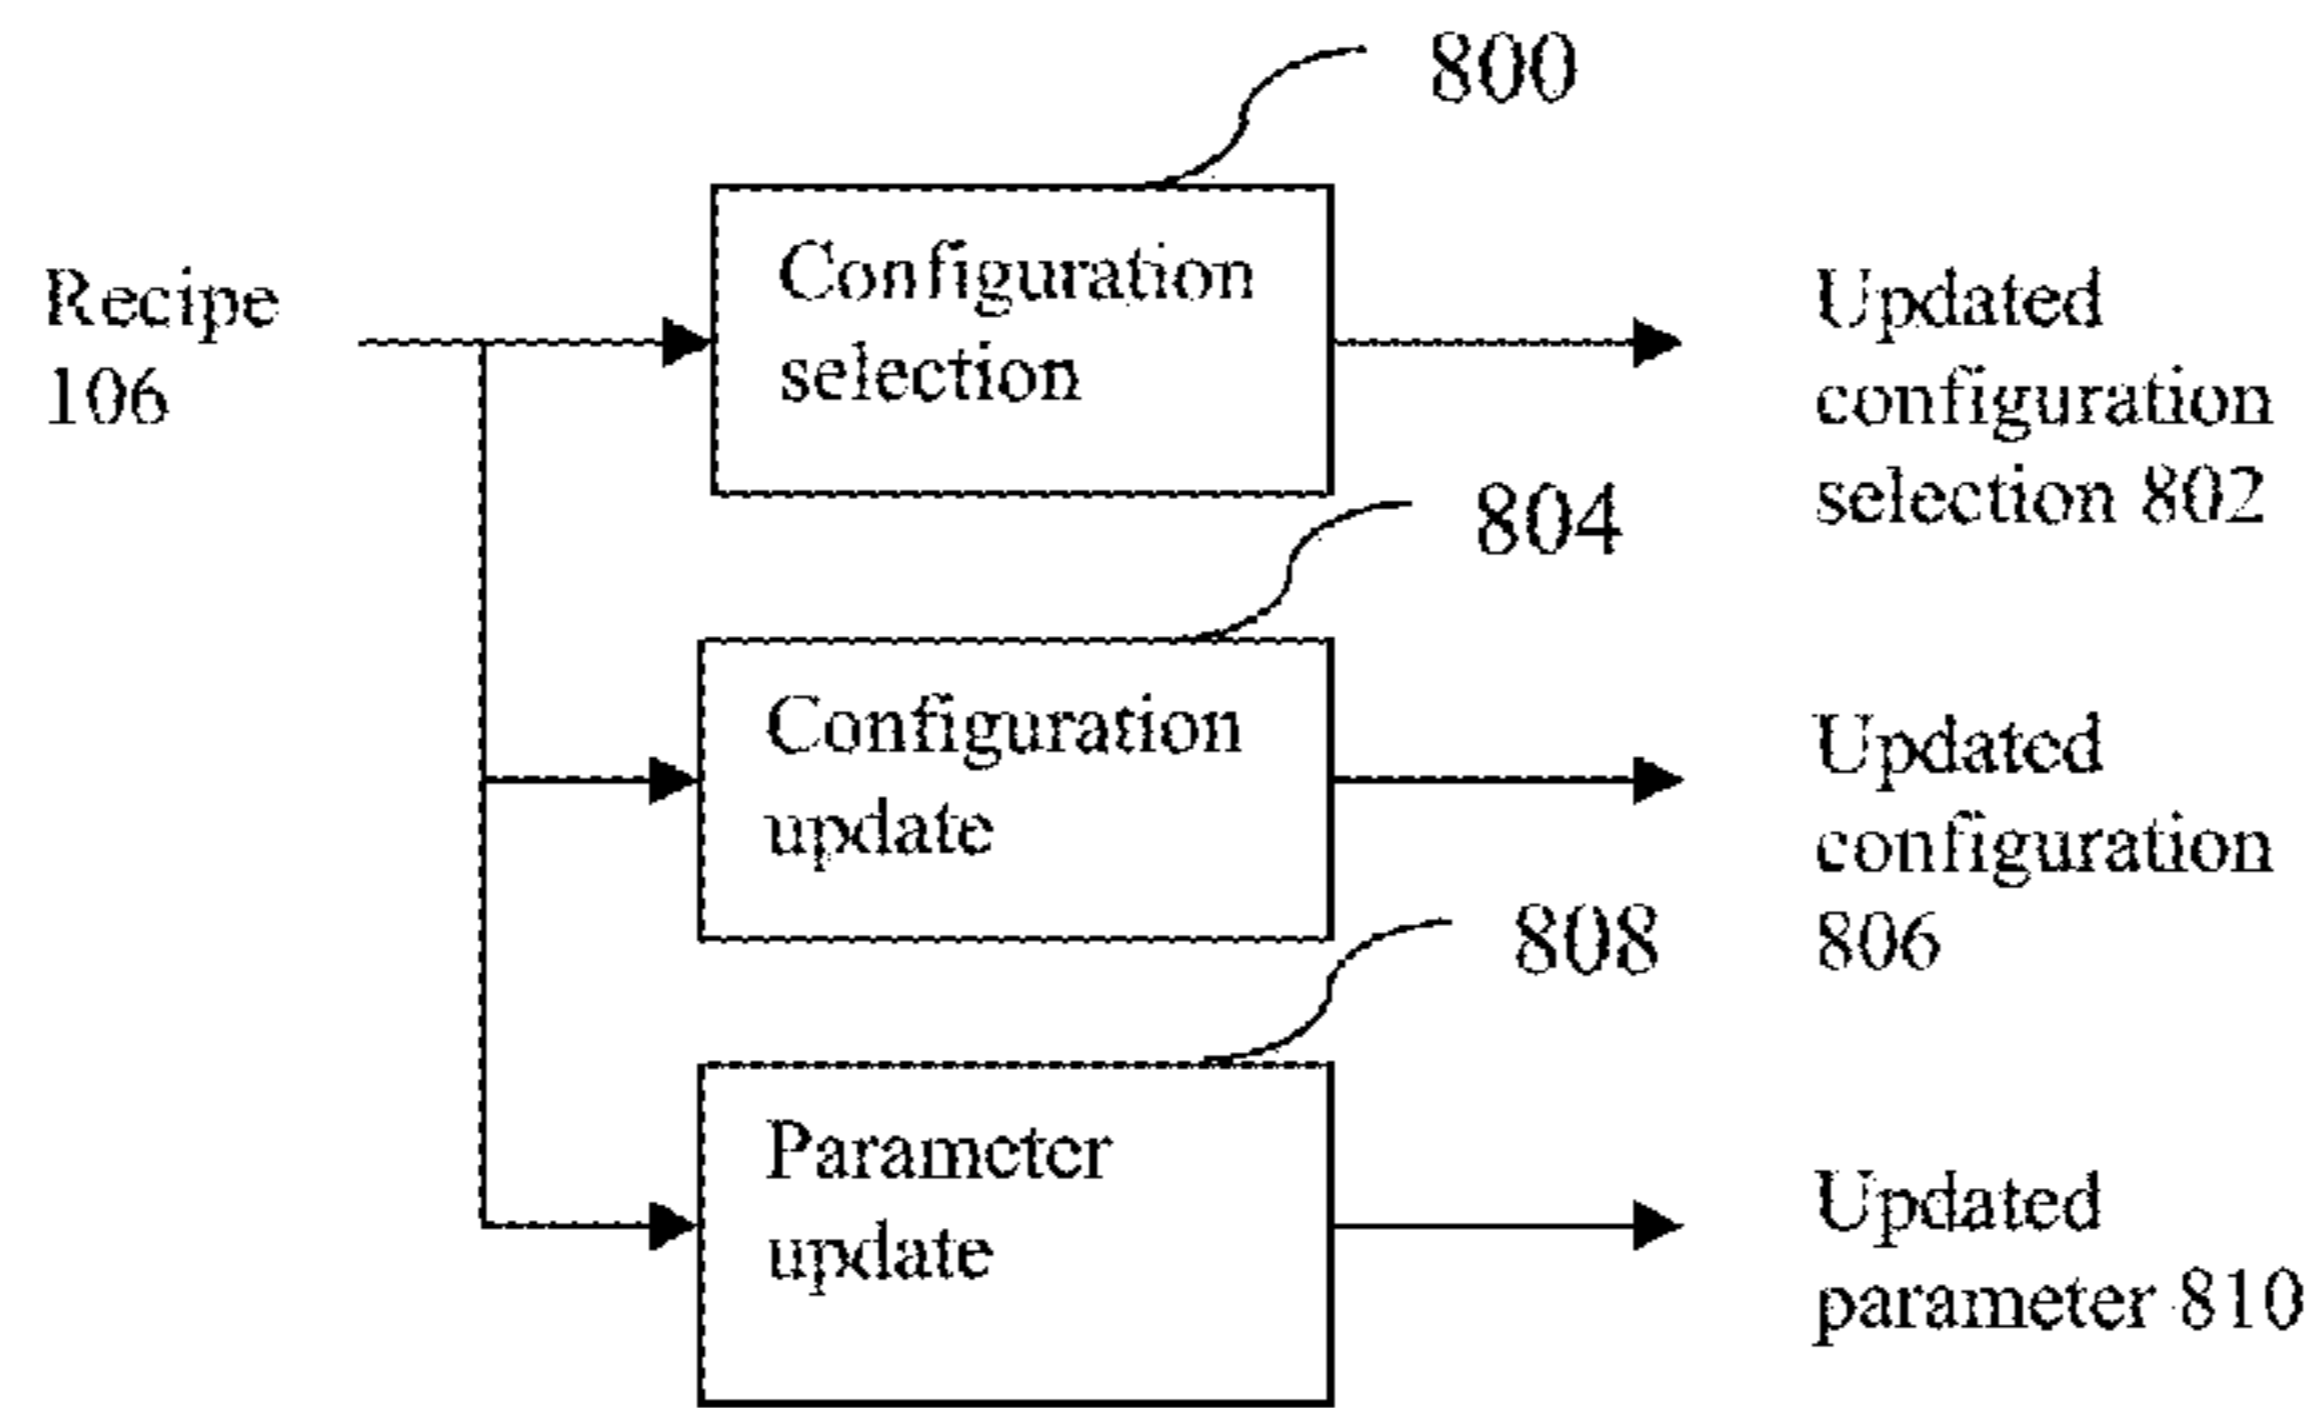 800
Recipe
106
Configuration
selection
Updated
configuration
selection 802
804
Configuration
update
Updated
configuration
806
808
Parameter
update
Updated
parameter 810